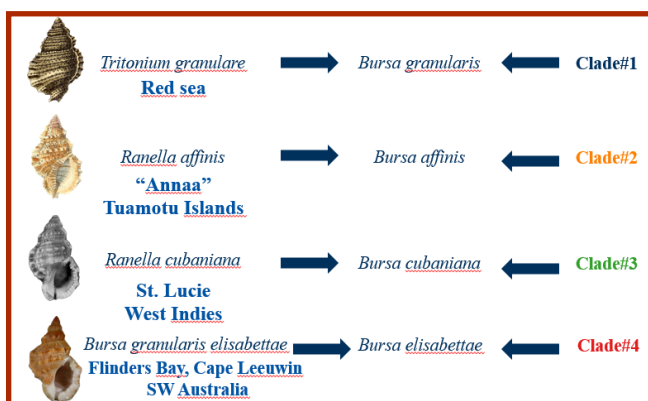 Tritonium granulare Bursa granularis Clade#1
Red sea
Ranella affinis Bursa affinis Clade#2
“Annaa”
Tuamotu Islands
Ranella cubaniana Bursa cubaniana Clade#3
St. Lucie
West Indies
Bursa granularis elisabettae Bursa elisabettae Clade#4
Flinders Bay, Cape Leeuwin
SW Australia